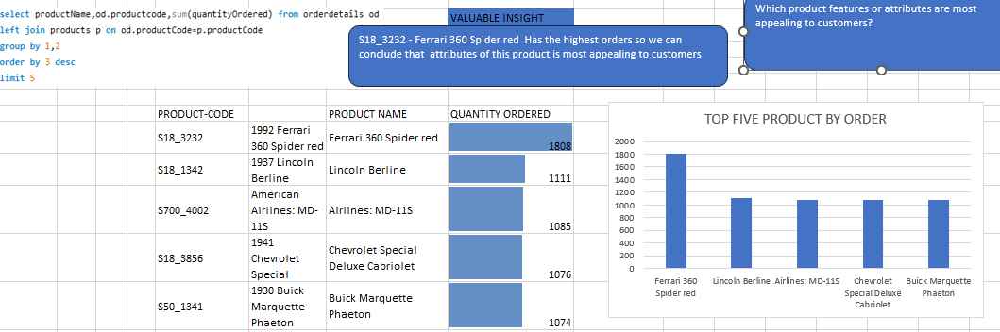 select productName,od.productcode,sum(quantityOrdered) from orderdetails od
left join products p on od.productCode=p.productCode
group by 1,2
order by 3 desc
limit 5
VALUABLE INSIGHT
S18_3232 - Ferrari 360 Spider red  Has the highest orders so we can
conclude that  attributes of this product is most appealing to customers
Which product features or attributes are most
appealing to customers?
PRODUCT-CODE PRODUCT NAME QUANTITY ORDERED
S18_3232
1992 Ferrari
360 Spider red
Ferrari 360 Spider red
1808
S18_1342
1937 Lincoln
Berline
Lincoln Berline
1111
S700_4002
American
Airlines: MD-
11S
Airlines: MD-11S
1085
S18_3856
1941
Chevrolet
Special
Chevrolet Special
Deluxe Cabriolet
1076
S50_1341
1930 Buick
Marquette
Phaeton
Buick Marquette
Phaeton
1074
TOP FIVE PRODUCT BY ORDER
2000
1800
1600
1400
1200
1000
800
600
400
200
0
Ferrari 360
Spider red
Lincoln Berline
Airlines: MD-11S
Chevrolet
Special Deluxe
Cabriolet
Buick Marquette
Phaeton